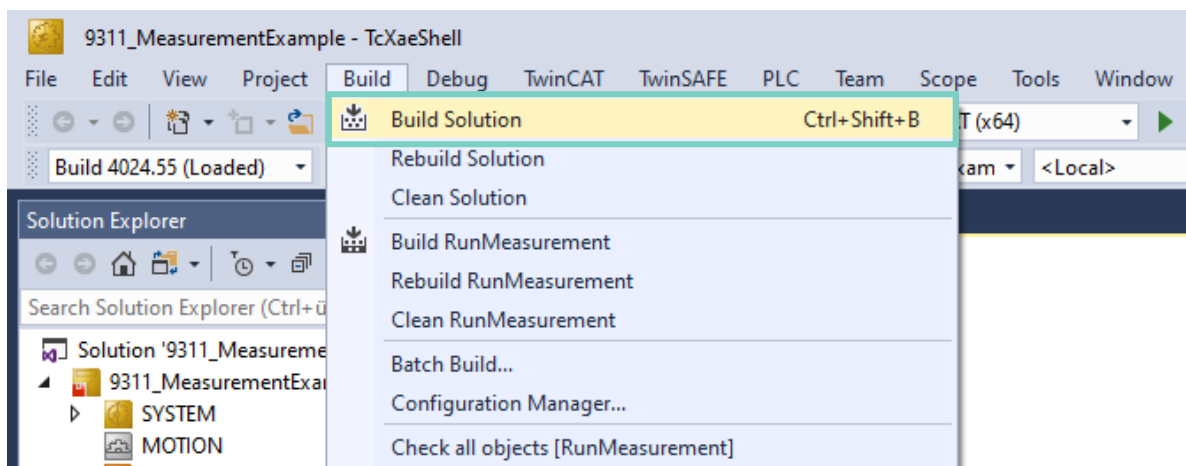 9311_MeasurementExample - TcXaeShell
File Edit View Project Build Debug TwinCAT TwinSAFE PLC Team Scope Tools Window
Build Solution Ctrl+Shift+B T (x64)
Build 4024.55 (Loaded) Rebuild Solution xam <Local>
Clean Solution
Solution Explorer
Build RunMeasurement
Rebuild RunMeasurement
Search Solution Explorer (Ctrl+ü
Clean RunMeasurement
Solution '9311_Measureme
Batch Build...
9311_MeasurementExa
Configuration Manager...
SYSTEM
MOTION
Check all objects [RunMeasurement]